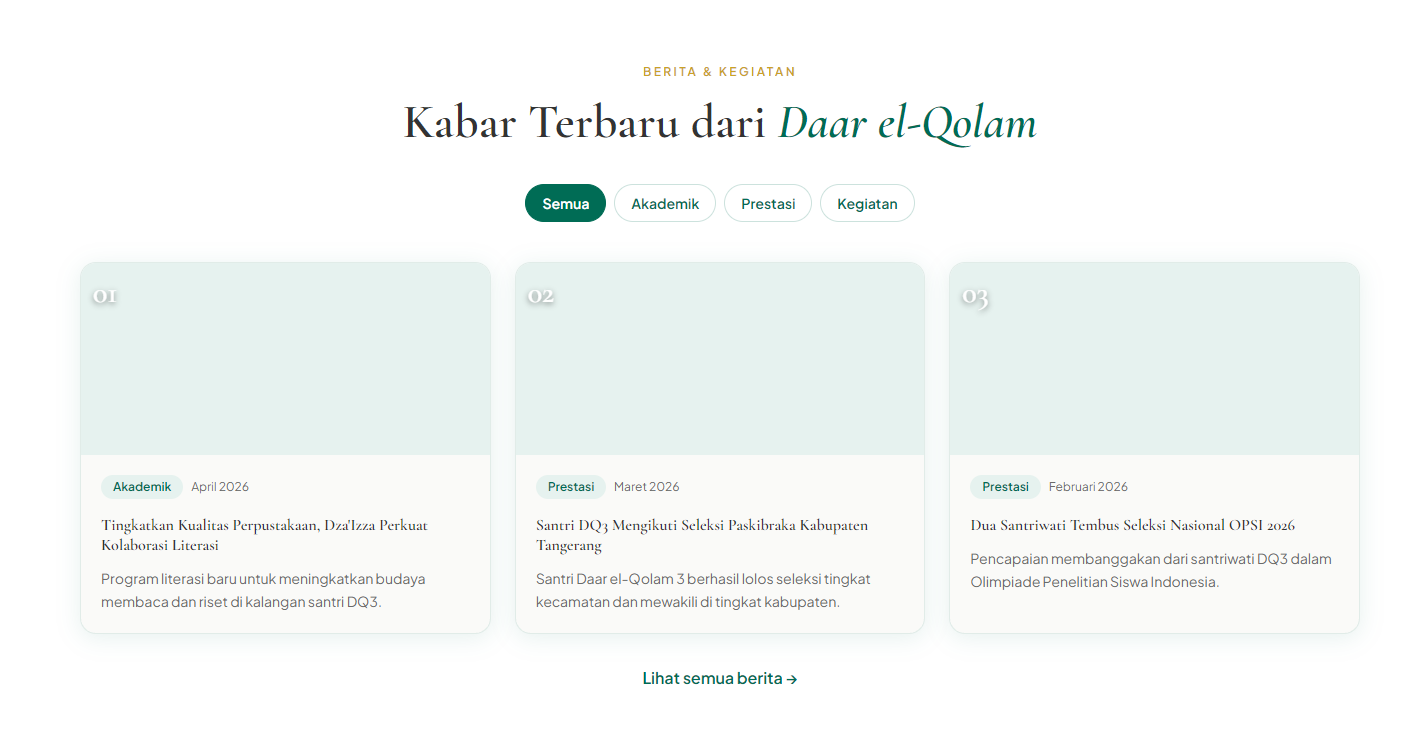 BERITA & KEGIATAN
Kabar Terbaru dari Daar el-Qolam
Semua
Akademik
Prestasi
Kegiatan
01
02
03
Akademik April 2026
Tingkatkan Kualitas Perpustakaan, Dza'Izza Perkuat
Kolaborasi Literasi
Program literasi baru untuk meningkatkan budaya
membaca dan riset di kalangan santri DQ3.
Prestasi Maret 2026
Santri DQ3 Mengikuti Seleksi Paskibraka Kabupaten
Tangerang
Santri Daar el-Qolam 3 berhasil lolos seleksi tingkat
kecamatan dan mewakili di tingkat kabupaten.
Prestasi Februari 2026
Dua Santriwati Tembus Seleksi Nasional OPSI 2026
Pencapaian membanggakan dari santriwati DQ3 dalam
Olimpiade Penelitian Siswa Indonesia.
Lihat semua berita →